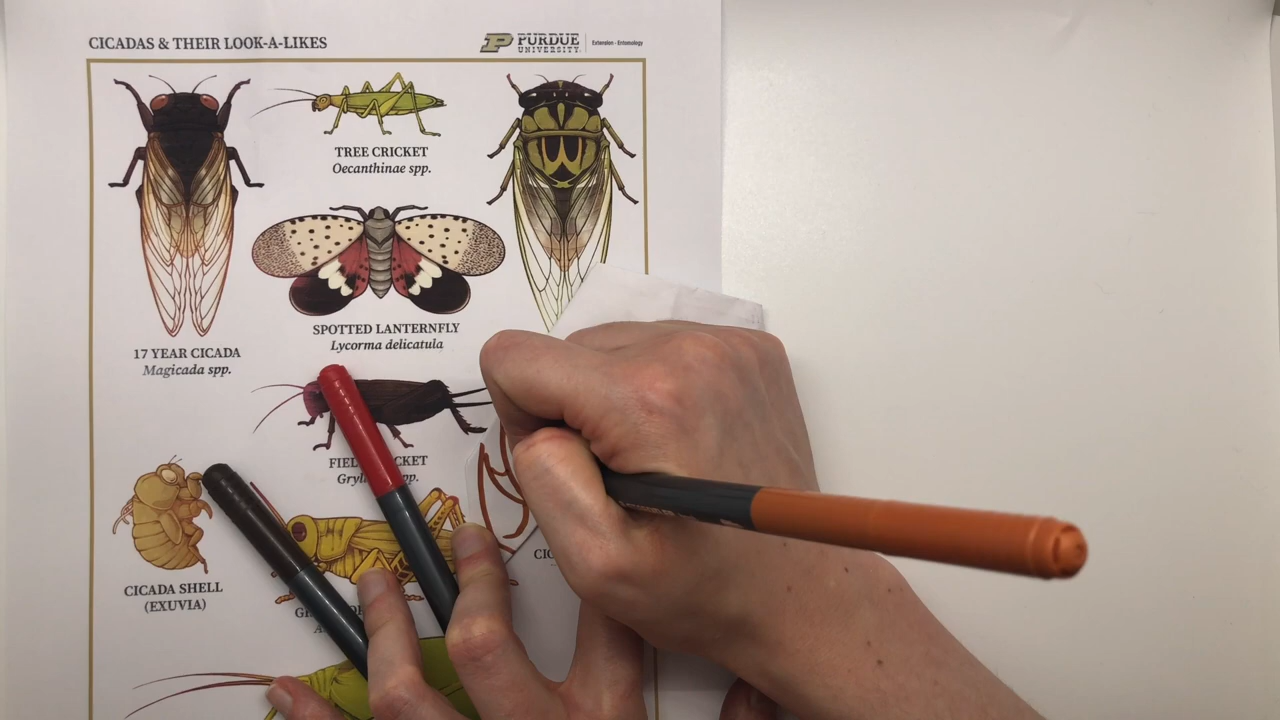 CICADAS & THEIR LOOK-A-LIKES
PURDUE
UNIVERSITY
Extension - Entomology
TREE CRICKET
Oecanthinae spp.
SPOTTED LANTERNFLY
Lycorma delicatula
17 YEAR CICADA
Magicada spp.
CICADA SHELL
(EXUVIA)